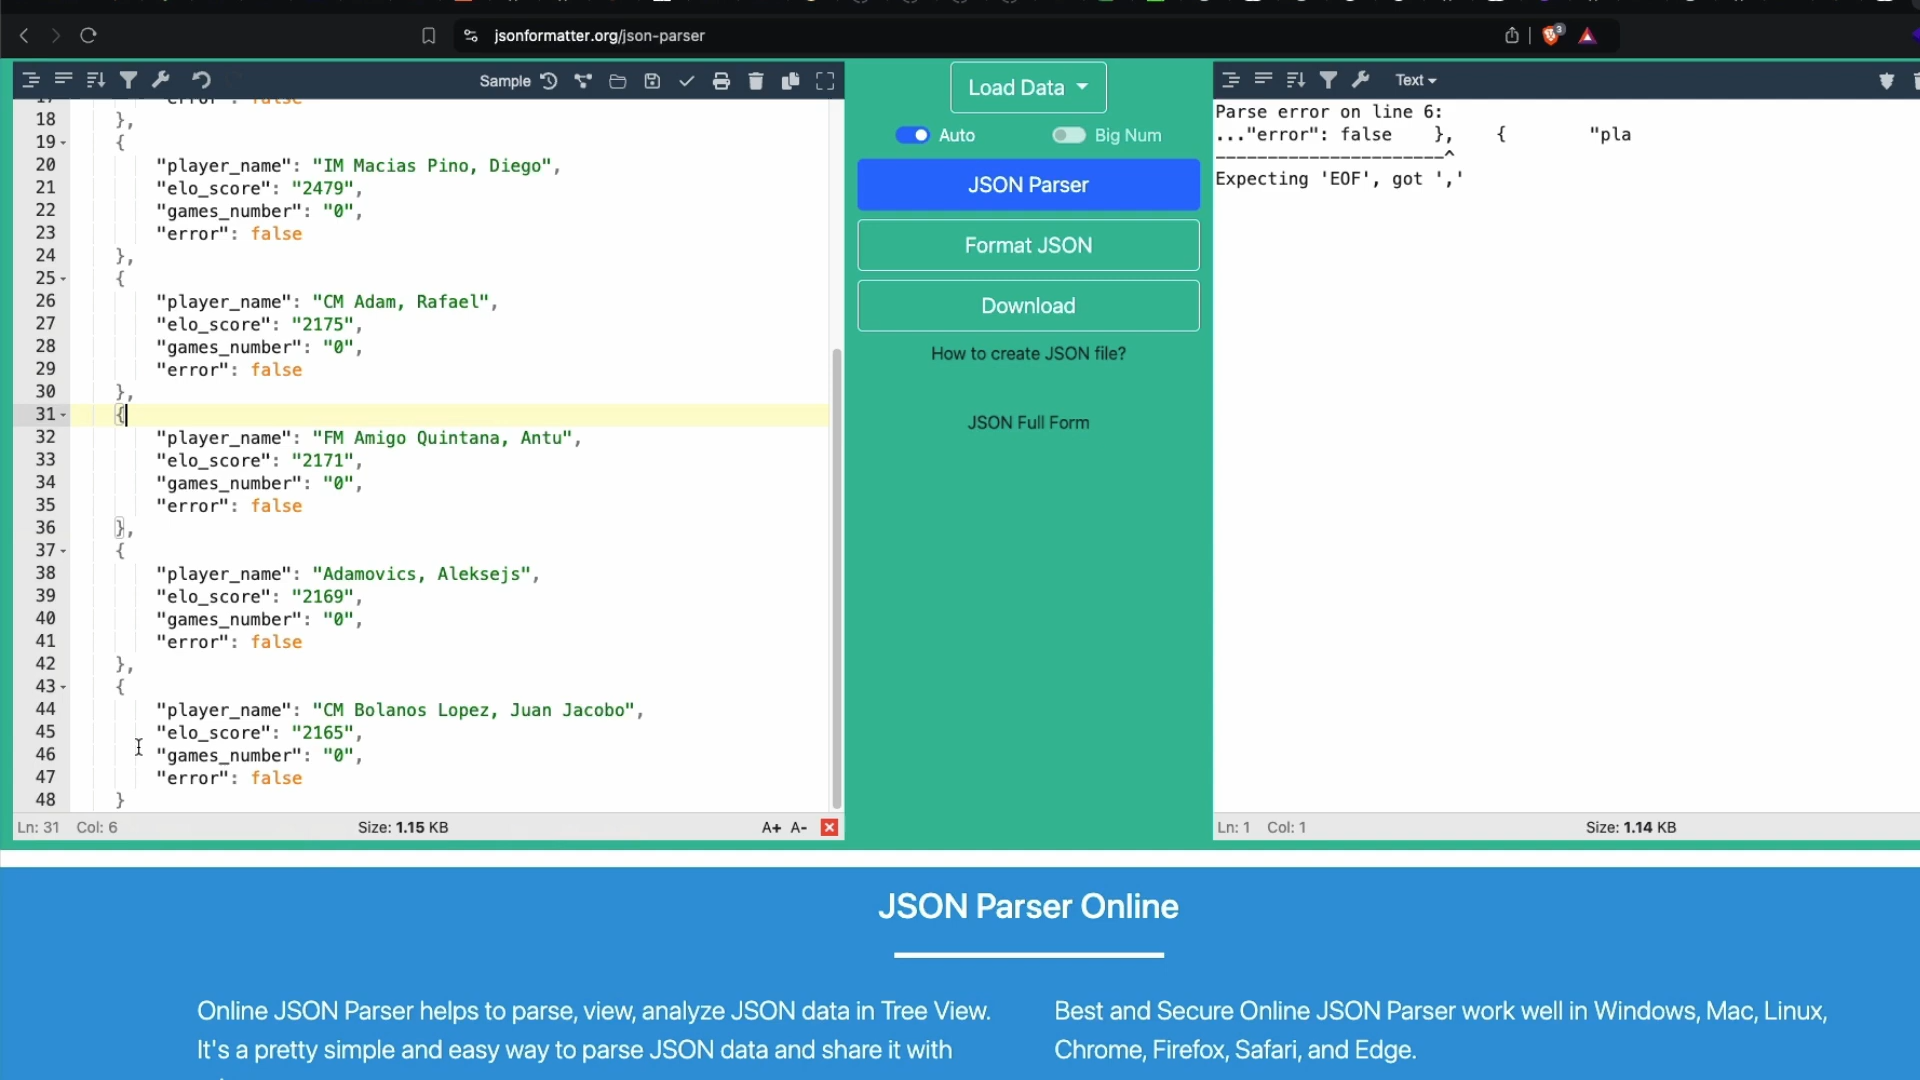 jsonformatter.org/json-parser
3
Sample
Load Data
Text
17 "error": false
18 },
19 {
20 "player_name": "IM Macias Pino, Diego",
21 "elo_score": "2479",
22 "games_number": "0",
23 "error": false
24 },
25 {
26 "player_name": "CM Adam, Rafael",
27 "elo_score": "2175",
28 "games_number": "0",
29 "error": false
30 },
31 {
32 "player_name": "FM Amigo Quintana, Antu",
33 "elo_score": "2171",
34 "games_number": "0",
35 "error": false
36 },
37 {
38 "player_name": "Adamovics, Aleksejs",
39 "elo_score": "2169",
40 "games_number": "0",
41 "error": false
42 },
43 {
44 "player_name": "CM Bolanos Lopez, Juan Jacobo",
45 "elo_score": "2165",
46 "games_number": "0",
47 "error": false
48 }
Ln: 31 Col: 6 Size: 1.15 KB A+ A-
Auto Big Num
JSON Parser
Format JSON
Download
How to create JSON file?
JSON Full Form
Parse error on line 6:
..."error": false }, { "pla
----------------------^
Expecting 'EOF', got ','
Ln: 1 Col: 1 Size: 1.14 KB
JSON Parser Online
Online JSON Parser helps to parse, view, analyze JSON data in Tree View.
It's a pretty simple and easy way to parse JSON data and share it with
Best and Secure Online JSON Parser work well in Windows, Mac, Linux,
Chrome, Firefox, Safari, and Edge.